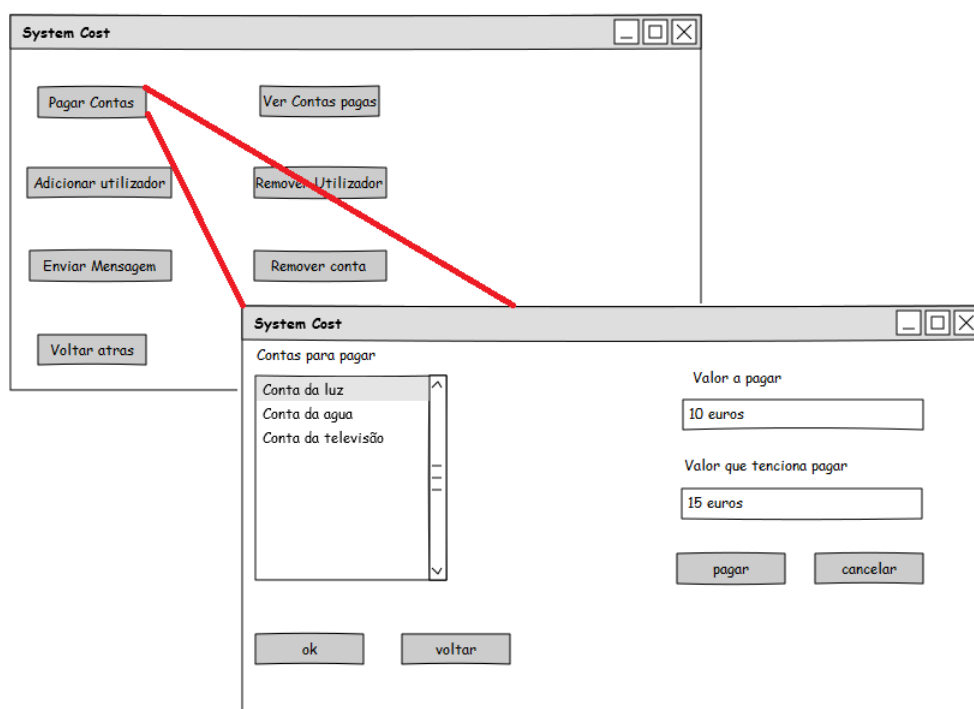 System Cost
Pagar Contas
Ver Contas pagas
Adicionar utilizador
Remover Utilizador
Enviar Mensagem
Remover conta
Voltar atras
System Cost
Contas para pagar
Conta da luz
Conta da agua
Conta da televisão
Valor a pagar
10 euros
Valor que tenciona pagar
15 euros
pagar
cancelar
ok
voltar